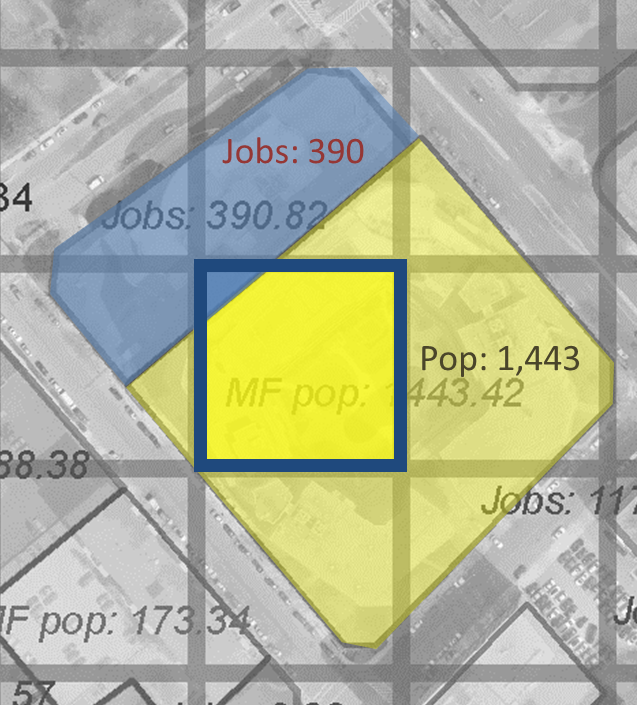 Jobs: 390
34
Jobs: 390.82
Pop: 1,443
MF pop: 1443.42
88.38
Jobs: 117
MF pop: 173.34
57